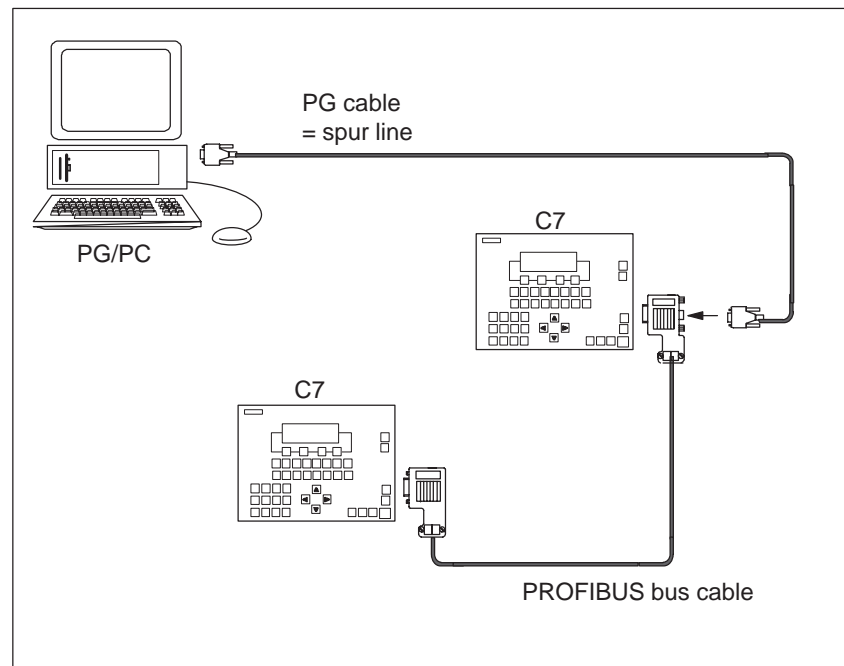 PG cable
= spur line
PG/PC
C7
C7
PROFIBUS bus cable